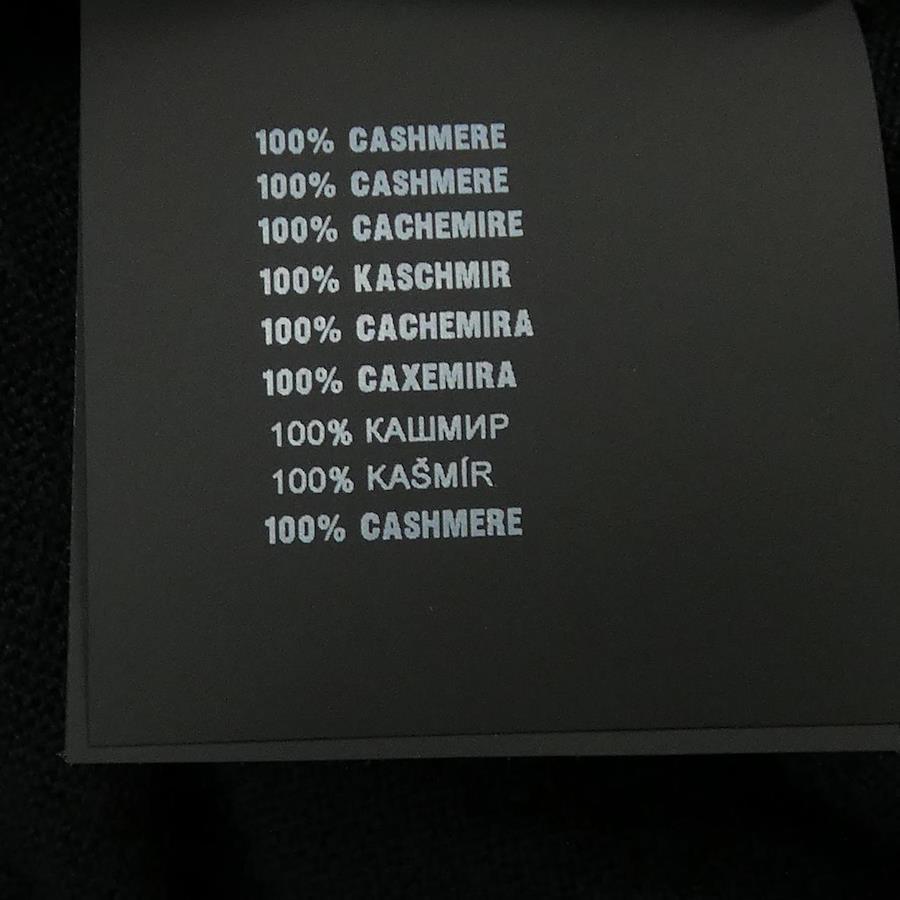 100% CASHMERE
100% CASHMERE
100% CACHEMIRE
100% KASCHMIR
100% CACHEMIRA
100% CAXEMIRA
100% КАШМИР
100% KAŠMÍR
100% CASHMERE